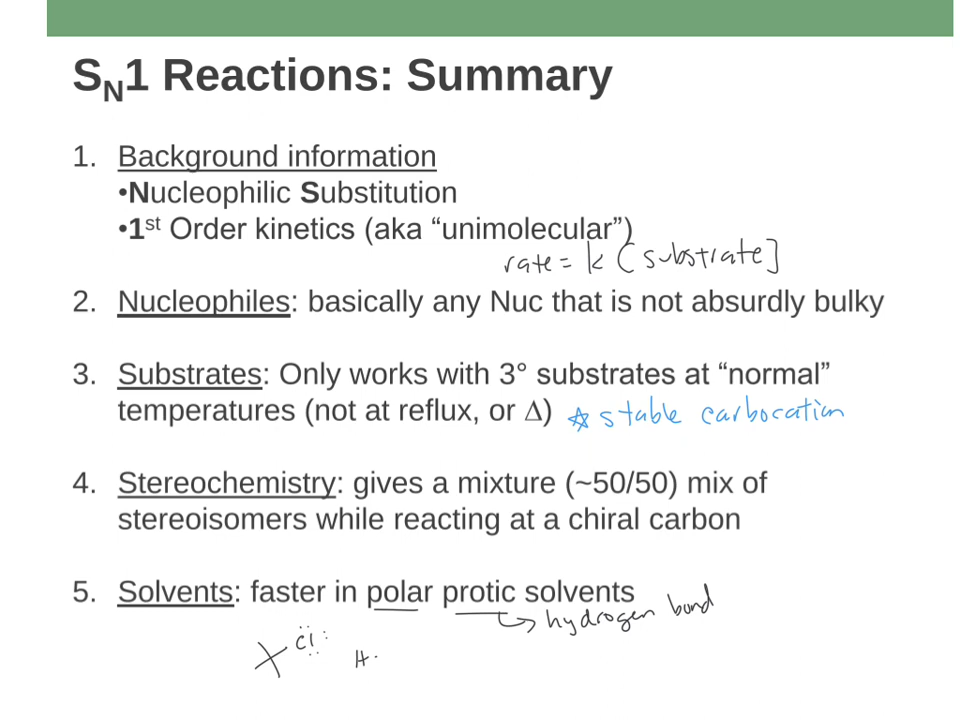 SN1 Reactions: Summary
1. Background information
•Nucleophilic Substitution
•1st Order kinetics (aka “unimolecular”)
rate = k [substrate]
2. Nucleophiles: basically any Nuc that is not absurdly bulky
3. Substrates: Only works with 3° substrates at “normal”
temperatures (not at reflux, or Δ) ☆ stable carbocation
4. Stereochemistry: gives a mixture (~50/50) mix of
stereoisomers while reacting at a chiral carbon
5. Solvents: faster in polar protic solvents
↪ hydrogen bond
Cl H